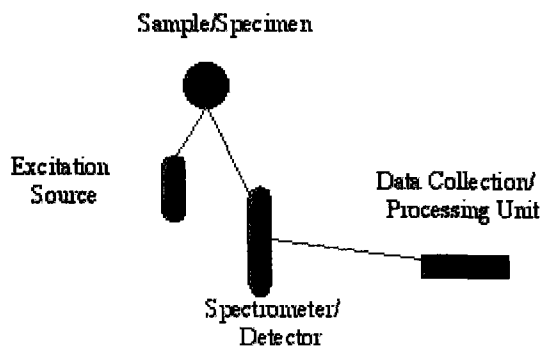 Sample/Specimen
Excitation
Source
Data Collection/
Processing Unit
Spectrometer/
Detector